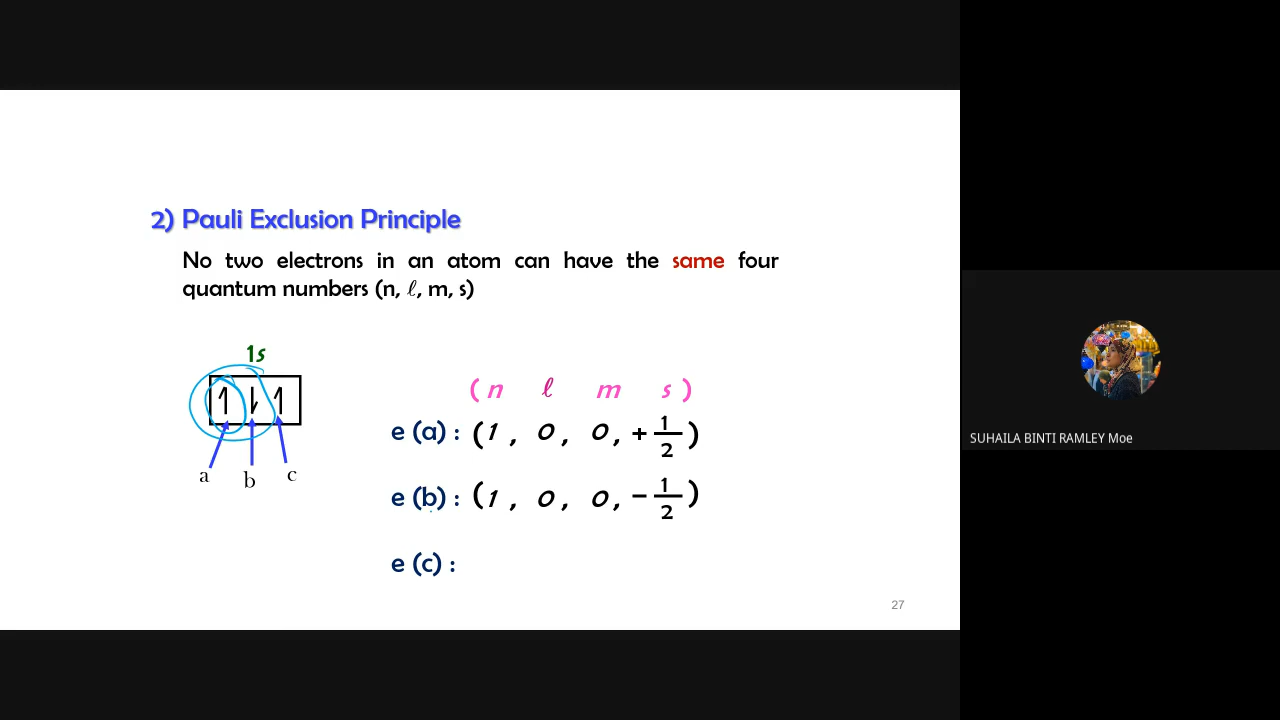 2) Pauli Exclusion Principle
No two electrons in an atom can have the same four
quantum numbers (n, ℓ, m, s)
1s
a b c
( n ℓ m s )
e (a) : (1, 0, 0, + 1/2 )
e (b) : (1, 0, 0, − 1/2 )
e (c) :
27
SUHAILA BINTI RAMLEY Moe